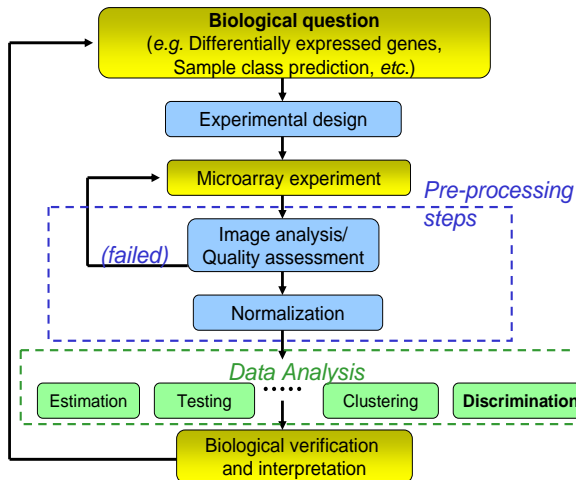 Biological question
(e.g. Differentially expressed genes,
Sample class prediction, etc.)
Experimental design
Microarray experiment
Pre-processing
steps
(failed)
Image analysis/
Quality assessment
Normalization
Data Analysis
.....
Estimation
Testing
Clustering
Discrimination
Biological verification
and interpretation